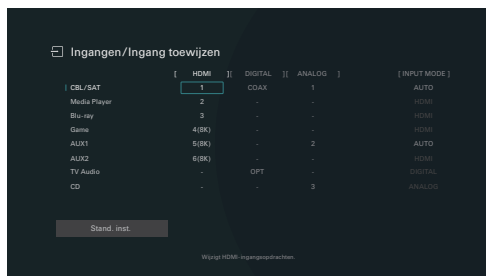 Ingangen/Ingang toewijzen
[ HDMI ][ DIGITAL ][ ANALOG ] [ INPUT MODE ]
CBL/SAT 1 COAX 1 AUTO
Media Player 2 - - HDMI
Blu-ray 3 - - HDMI
Game 4(8K) - - HDMI
AUX1 5(8K) - 2 AUTO
AUX2 6(8K) - - HDMI
TV Audio - OPT - DIGITAL
CD - - 3 ANALOG
Stand. inst.
Wijzigt HDMI-ingangsopdrachten.